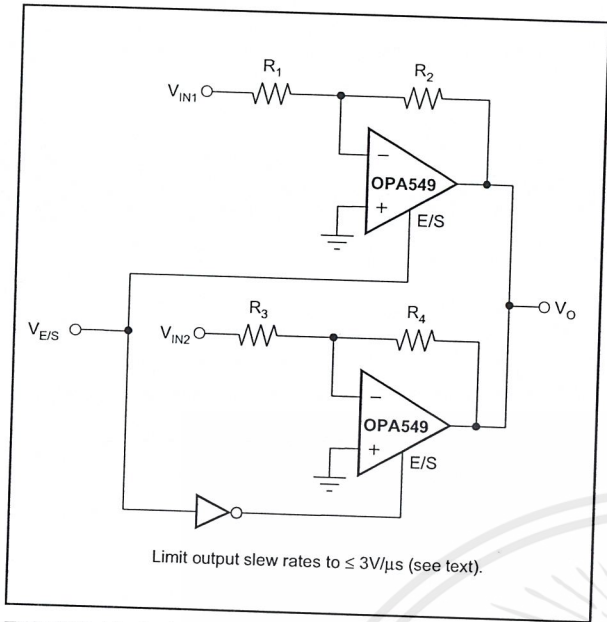 R1
R2
VIN1
−
OPA549
+
E/S
VE/S
R3
R4
VIN2
VO
−
OPA549
+
E/S
Limit output slew rates to ≤ 3V/μs (see text).